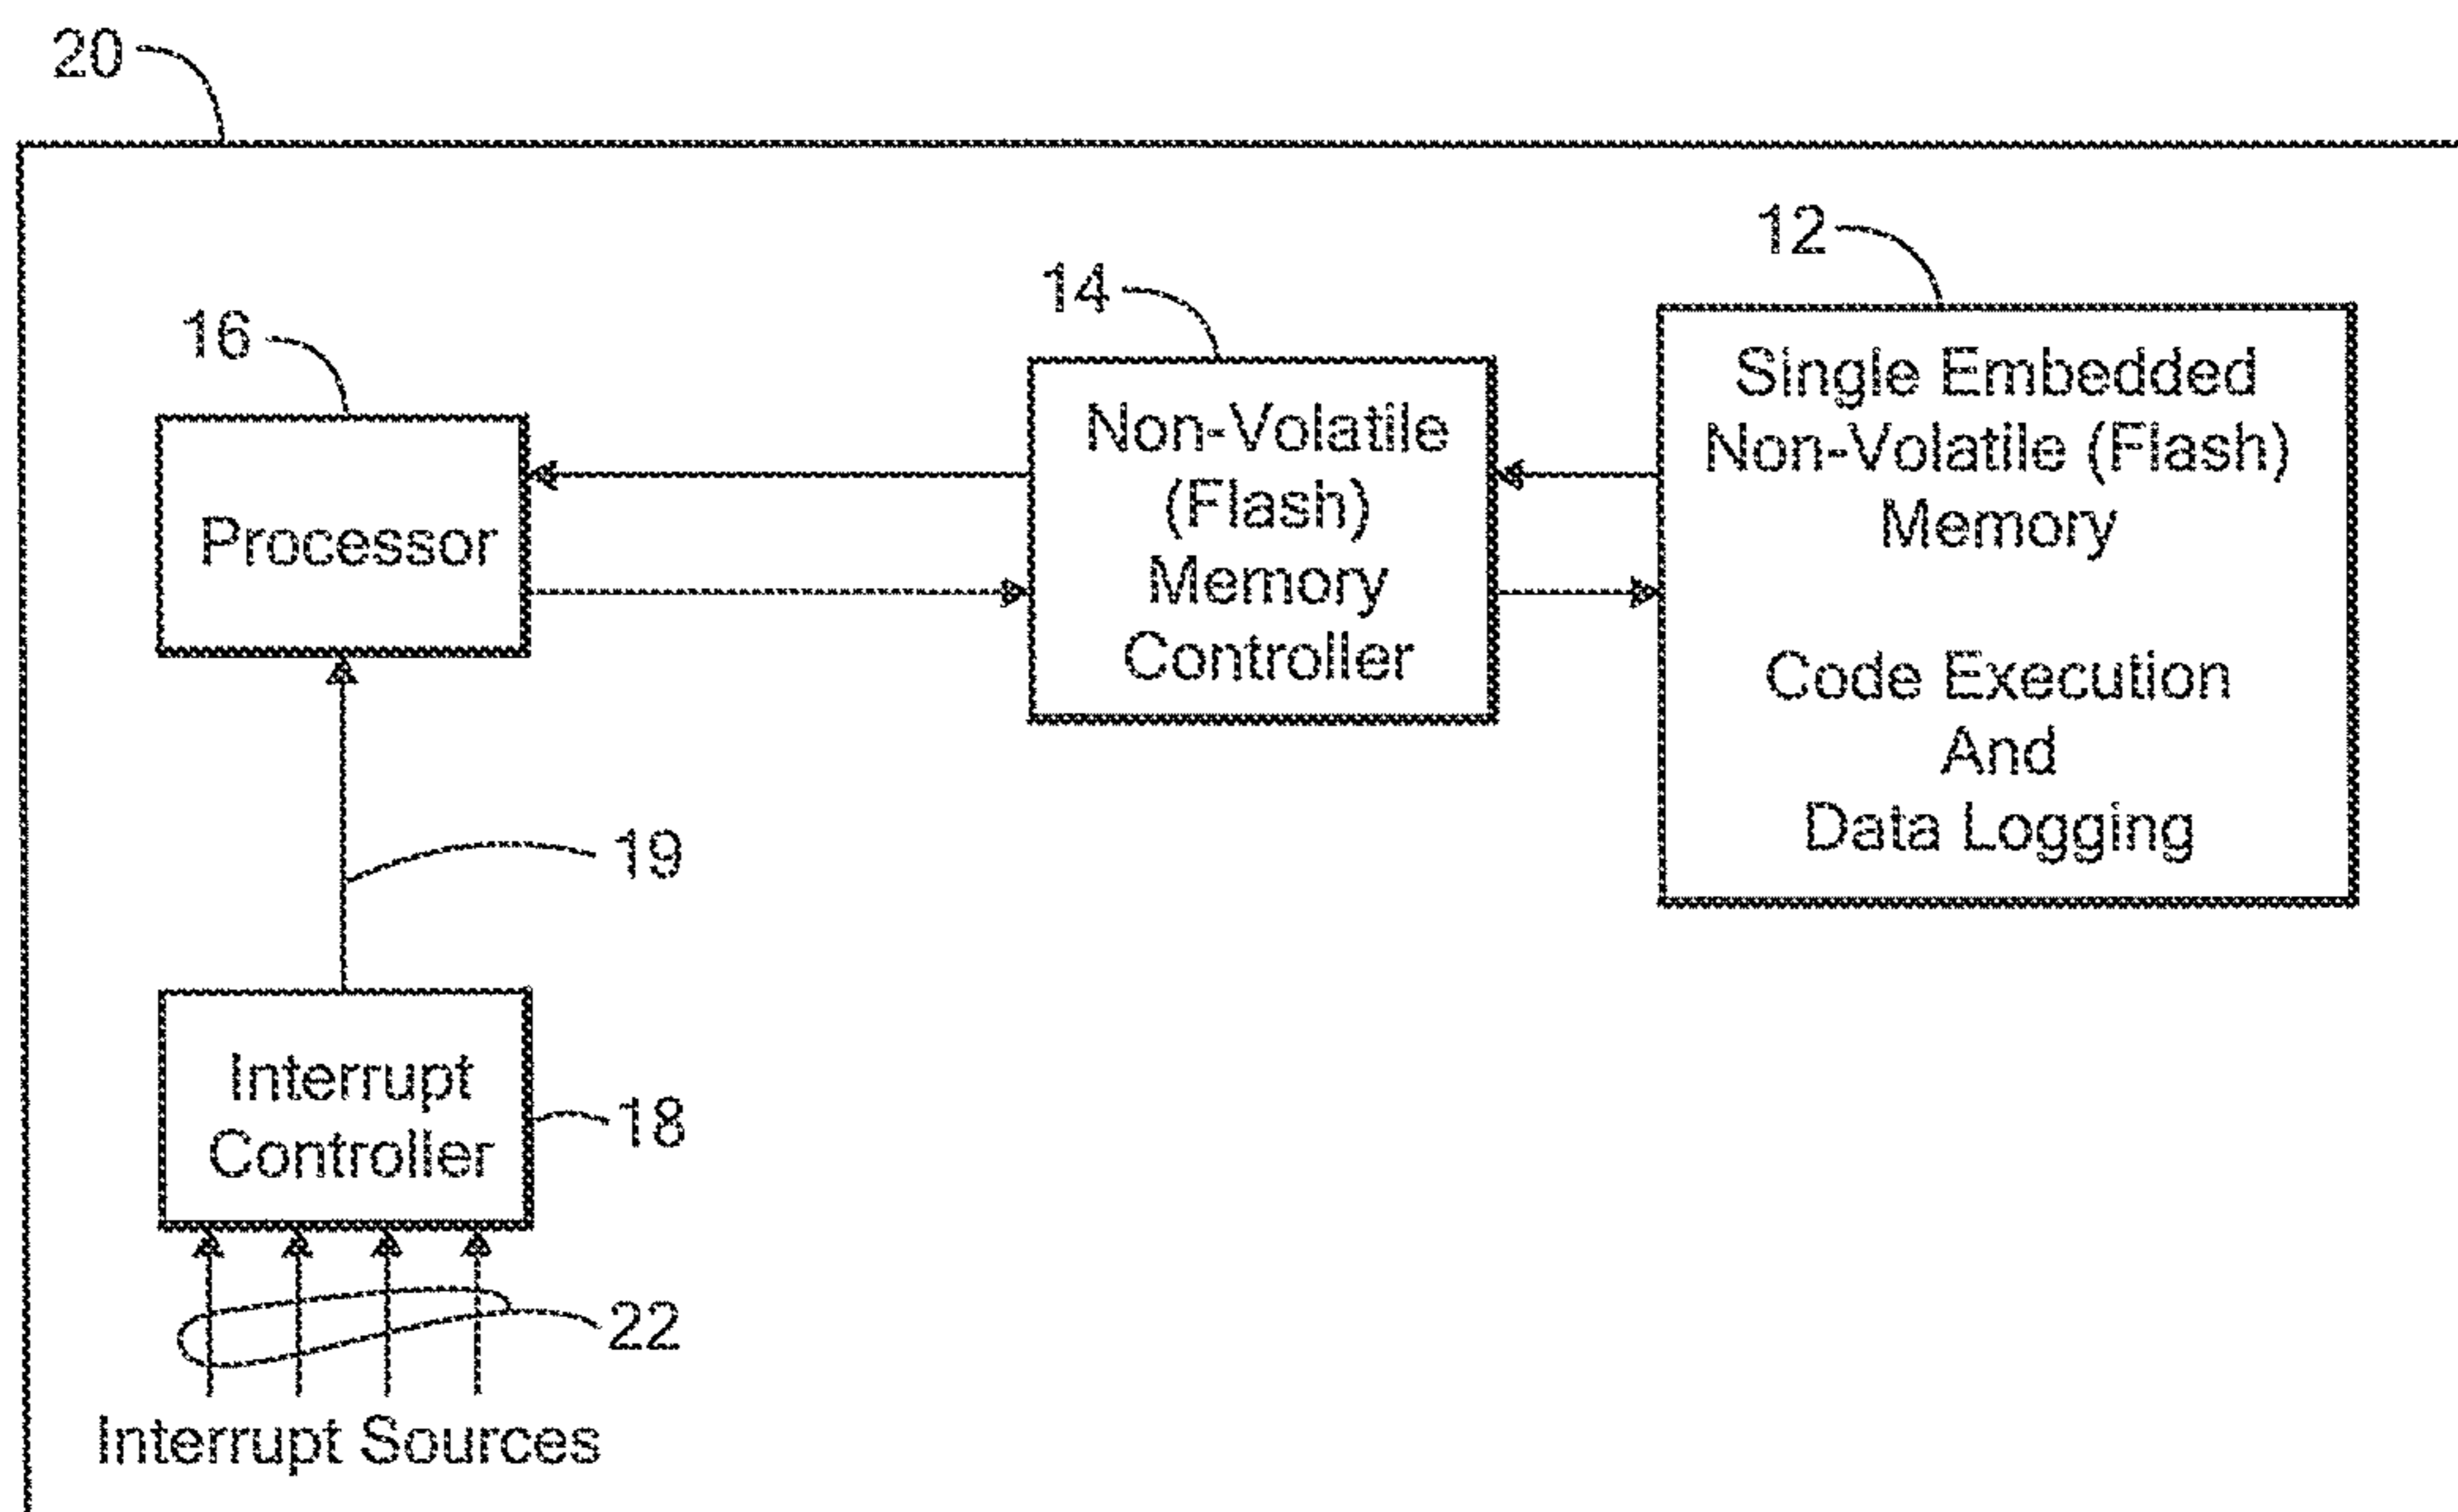 20
12
14
16
Single Embedded
Non-Volatile (Flash)
Memory
Code Execution
And
Data Logging
Non-Volatile
(Flash)
Memory
Controller
Processor
19
Interrupt
Controller
18
22
Interrupt Sources